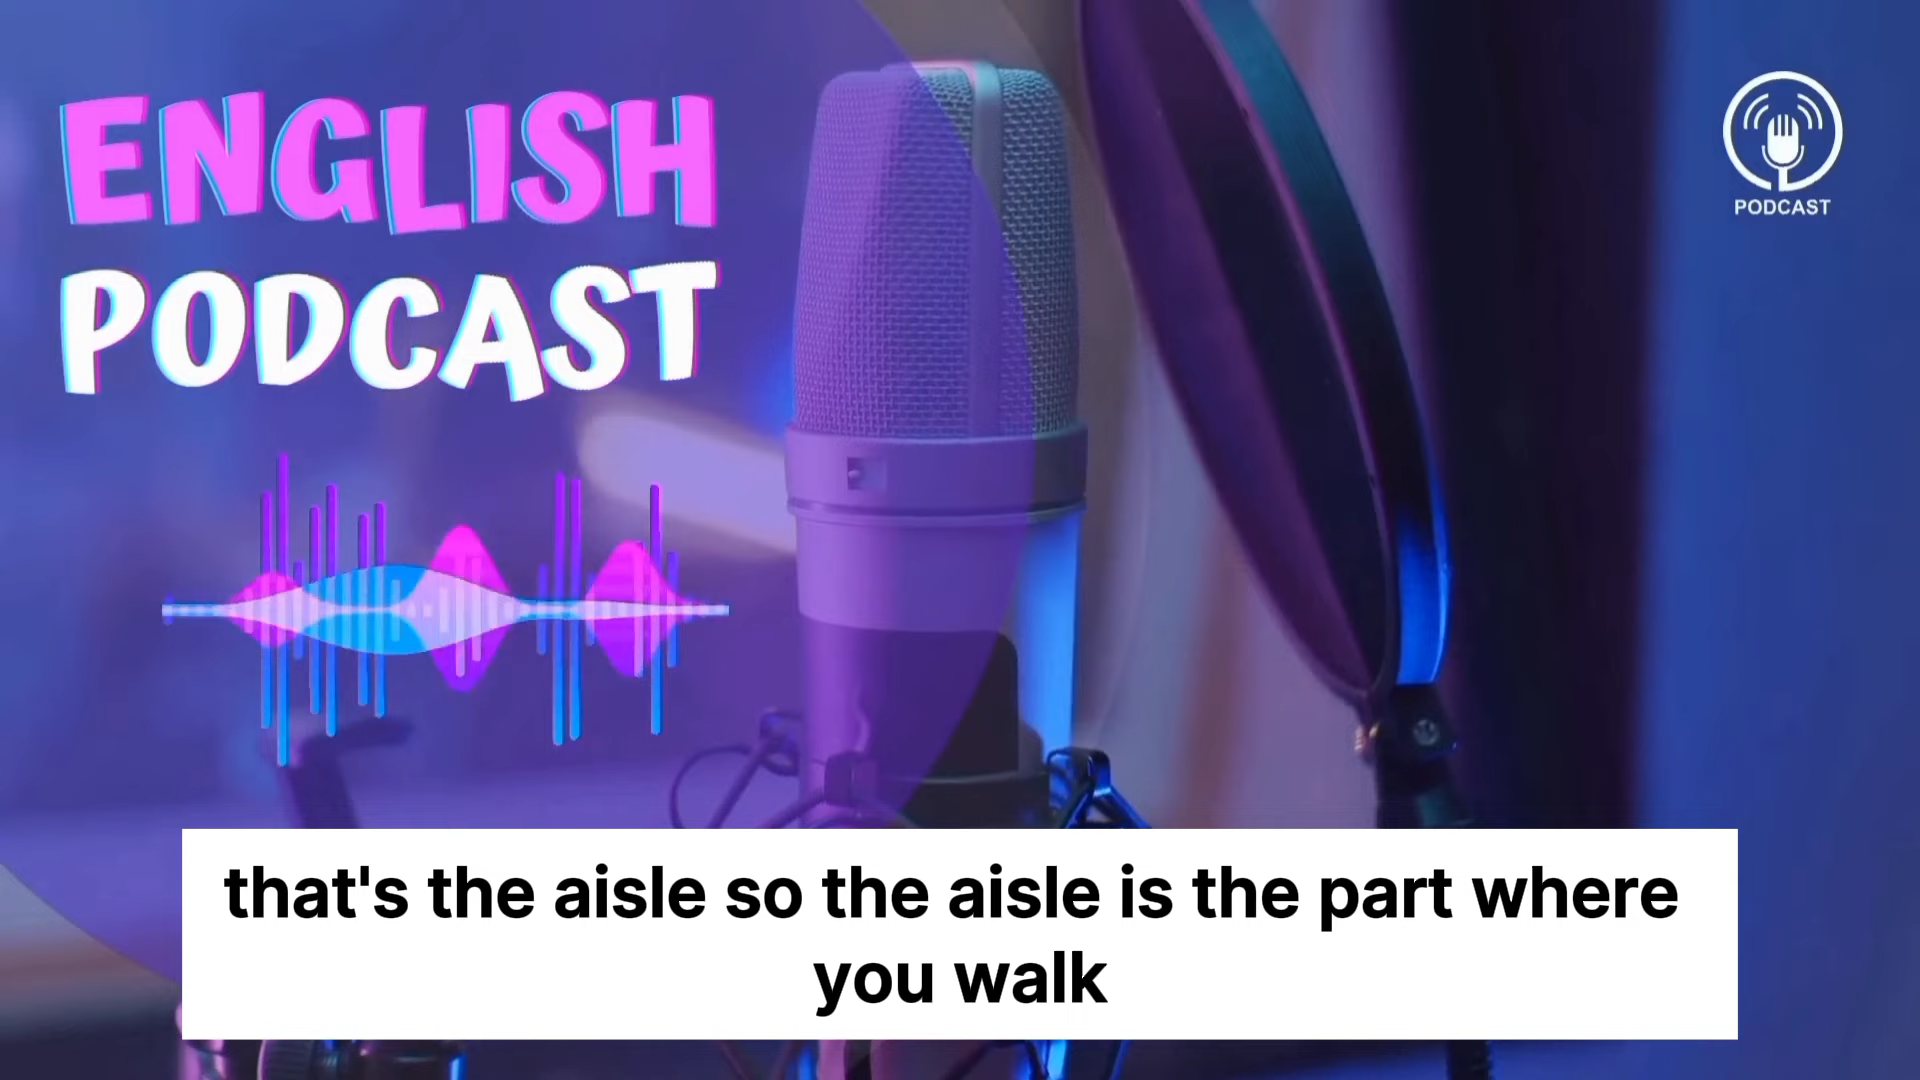 ENGLISH
PODCAST
PODCAST
that's the aisle so the aisle is the part where
you walk